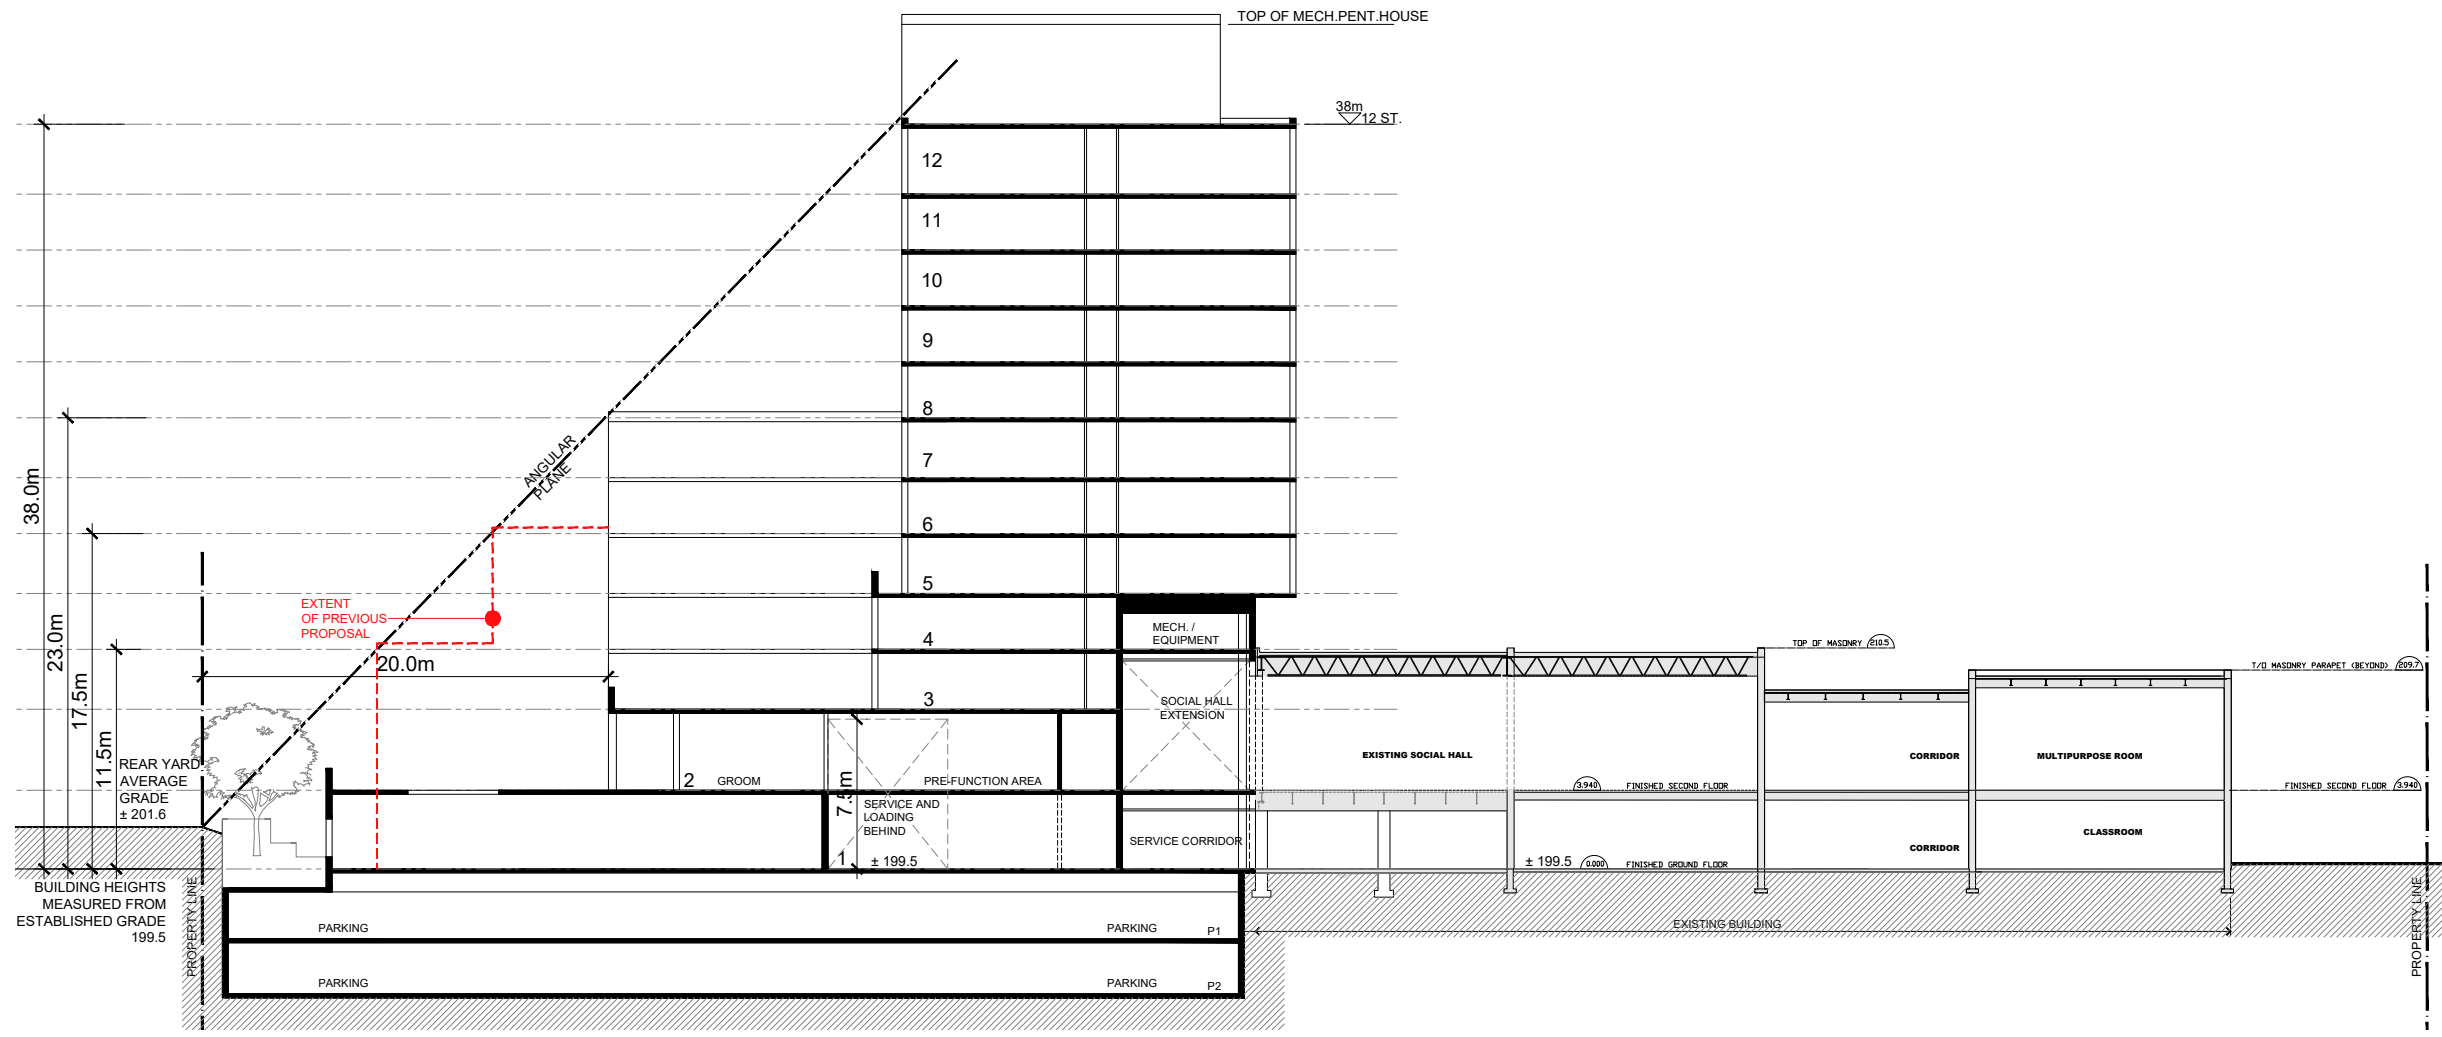 TOP OF MECH.PENT.HOUSE
38m
12 ST.
12
11
10
9
8
7
6
5
4
3
2
1
38.0m
23.0m
17.5m
11.5m
20.0m
7.5m
ANGULAR
PLANE
EXTENT
OF PREVIOUS
PROPOSAL
REAR YARD
AVERAGE
GRADE
± 201.6
BUILDING HEIGHTS
MEASURED FROM
ESTABLISHED GRADE
199.5
PROPERTY LINE
GROOM
PRE-FUNCTION AREA
SERVICE AND
LOADING
BEHIND
± 199.5
MECH. /
EQUIPMENT
SOCIAL HALL
EXTENSION
SERVICE CORRIDOR
PARKING
PARKING
P1
PARKING
PARKING
P2
EXISTING SOCIAL HALL
TOP OF MASONRY 210.5
T/O MASONRY PARAPET (BEYOND) 209.7
CORRIDOR
MULTIPURPOSE ROOM
3.940 FINISHED SECOND FLOOR
FINISHED SECOND FLOOR 3.940
CLASSROOM
CORRIDOR
± 199.5 0.000 FINISHED GROUND FLOOR
EXISTING BUILDING
PROPERTY LINE